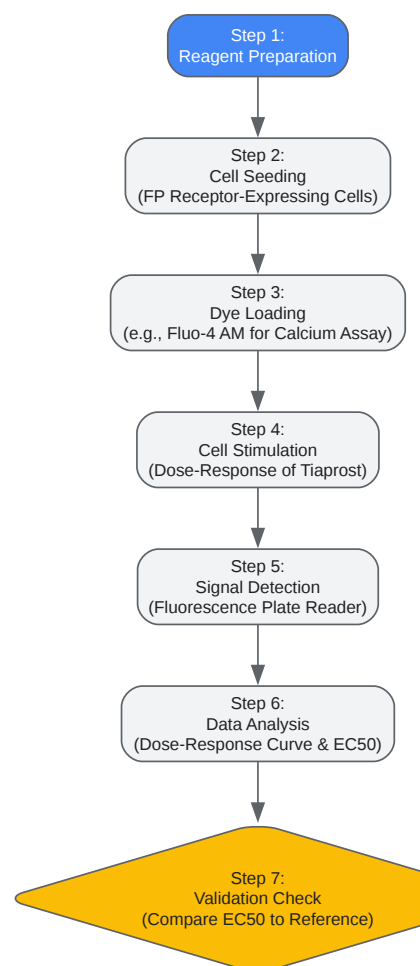 Step 1:
Reagent Preparation
Step 2:
Cell Seeding
(FP Receptor-Expressing Cells)
Step 3:
Dye Loading
(e.g., Fluo-4 AM for Calcium Assay)
Step 4:
Cell Stimulation
(Dose-Response of Tiaprost)
Step 5:
Signal Detection
(Fluorescence Plate Reader)
Step 6:
Data Analysis
(Dose-Response Curve & EC50)
Step 7:
Validation Check
(Compare EC50 to Reference)